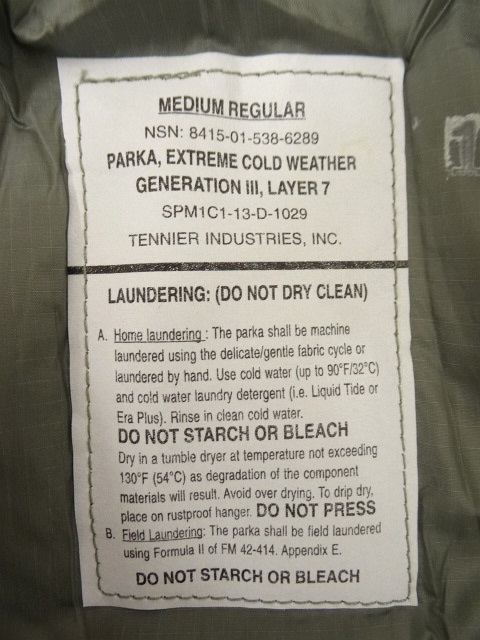 MEDIUM REGULAR
NSN: 8415-01-538-6289
PARKA, EXTREME COLD WEATHER
GENERATION III, LAYER 7
SPM1C1-13-D-1029
TENNIER INDUSTRIES, INC.
LAUNDERING: (DO NOT DRY CLEAN)
A. Home laundering : The parka shall be machine
laundered using the delicate/gentle fabric cycle or
laundered by hand. Use cold water (up to 90°F/32°C)
and cold water laundry detergent (i.e. Liquid Tide or
Era Plus). Rinse in clean cold water.
DO NOT STARCH OR BLEACH
Dry in a tumble dryer at temperature not exceeding
130°F (54°C) as degradation of the component
materials will result. Avoid over drying. To drip dry,
place on rustproof hanger. DO NOT PRESS
B. Field Laundering: The parka shall be field laundered
using Formula II of FM 42-414. Appendix E.
DO NOT STARCH OR BLEACH